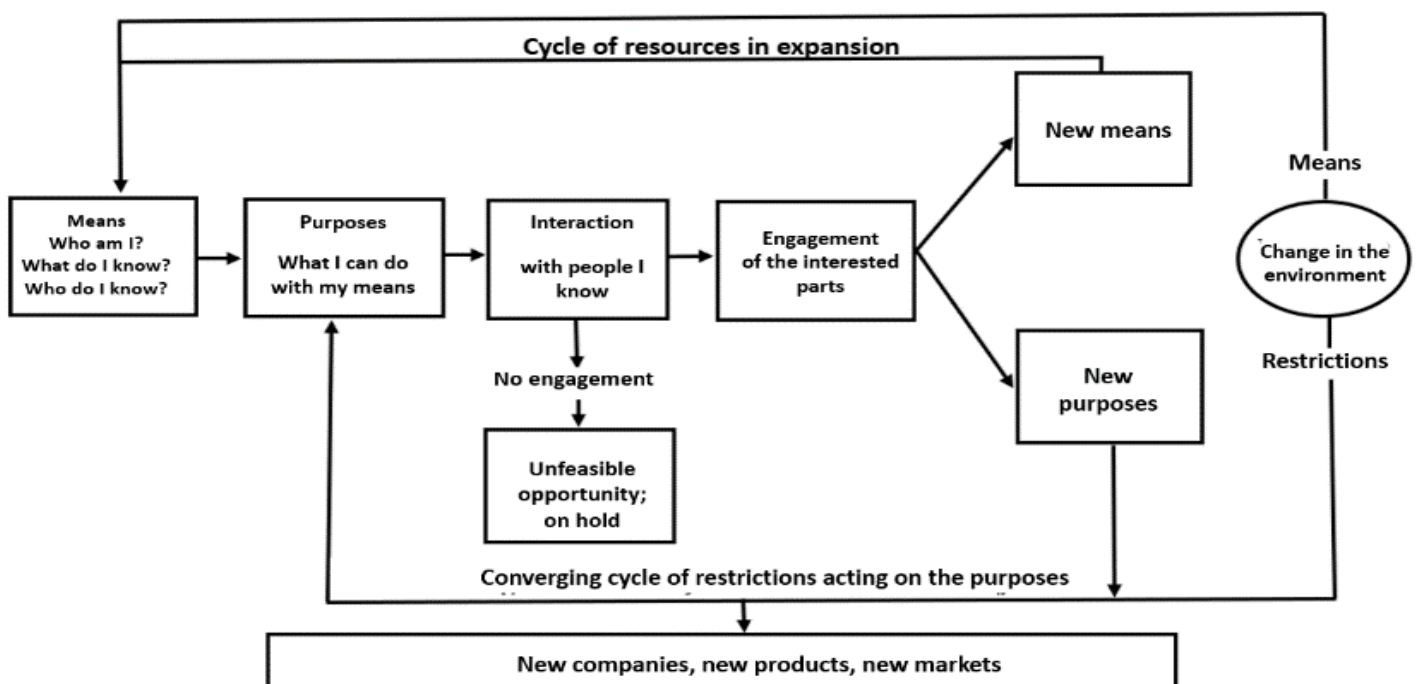 Cycle of resources in expansion
New means
Means
Means
Who am I?
What do I know?
Who do I know?
Purposes
What I can do
with my means
Interaction
with people I
know
Engagement
of the interested
parts
Change in the
environment
No engagement
New
purposes
Restrictions
Unfeasible
opportunity;
on hold
Converging cycle of restrictions acting on the purposes
New companies, new products, new markets